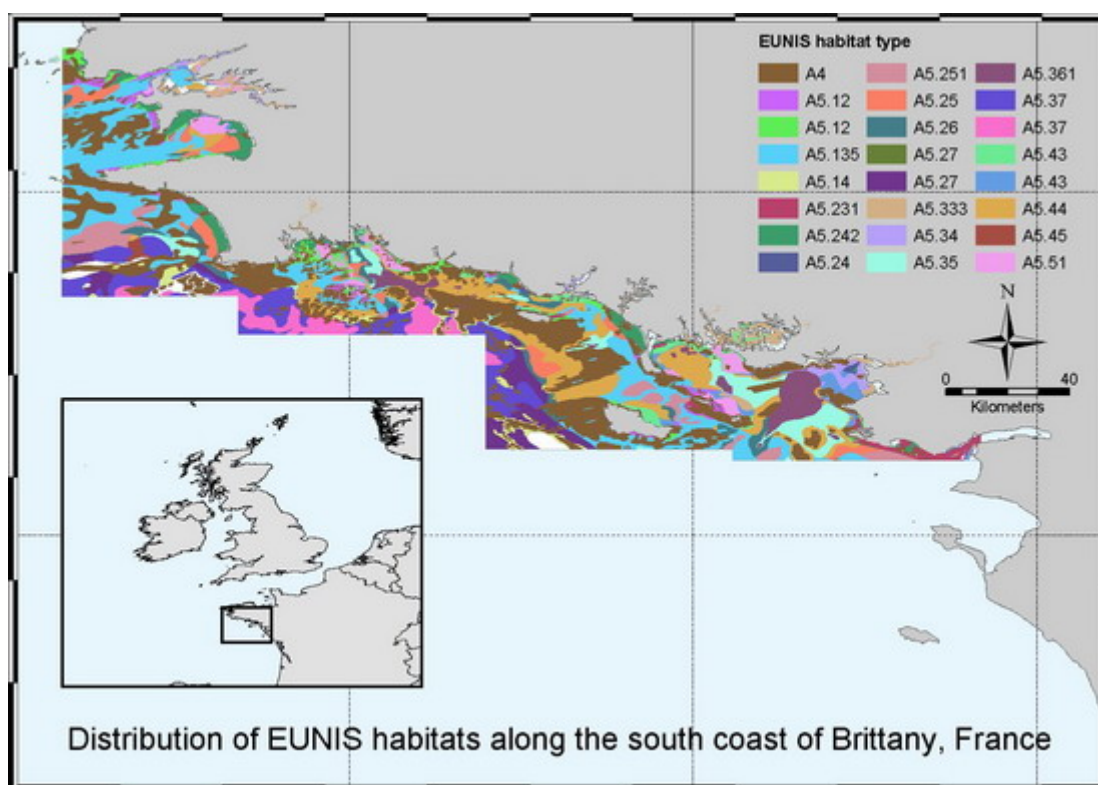 EUNIS habitat type
A4
A5.12
A5.12
A5.135
A5.14
A5.231
A5.242
A5.24
A5.251
A5.25
A5.26
A5.27
A5.27
A5.333
A5.34
A5.35
A5.361
A5.37
A5.37
A5.43
A5.43
A5.44
A5.45
A5.51
N
0 40
Kilometers
Distribution of EUNIS habitats along the south coast of Brittany, France